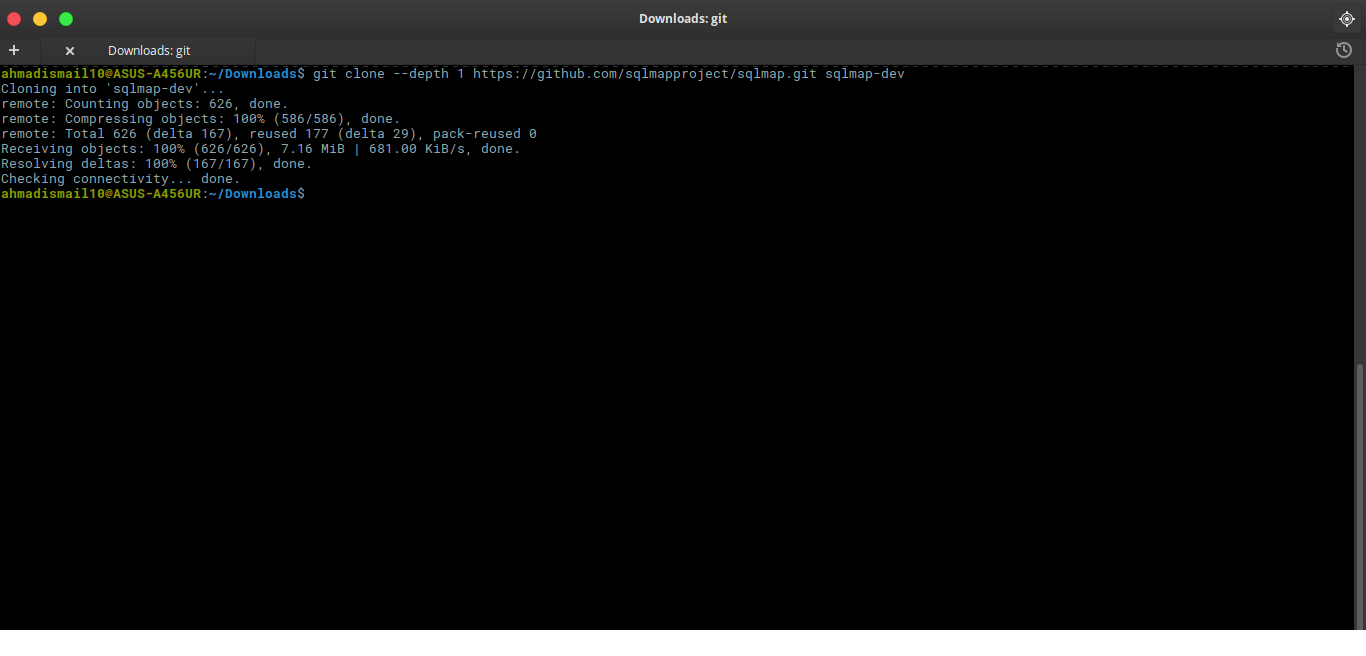 Downloads: git
Downloads: git
ahmadismail10@ASUS-A456UR:~/Downloads$ git clone --depth 1 https://github.com/sqlmapproject/sqlmap.git sqlmap-dev
Cloning into 'sqlmap-dev'...
remote: Counting objects: 626, done.
remote: Compressing objects: 100% (586/586), done.
remote: Total 626 (delta 167), reused 177 (delta 29), pack-reused 0
Receiving objects: 100% (626/626), 7.16 MiB | 681.00 KiB/s, done.
Resolving deltas: 100% (167/167), done.
Checking connectivity... done.
ahmadismail10@ASUS-A456UR:~/Downloads$